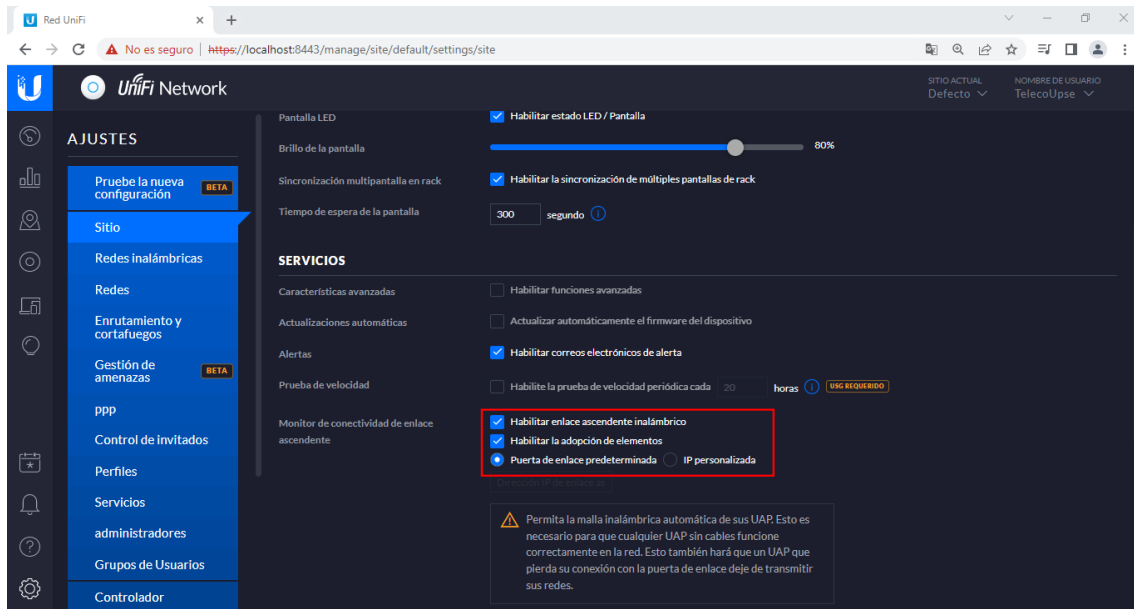 Red UniFi
No es seguro | https://localhost:8443/manage/site/default/settings/site
UniFi Network
SITIO ACTUAL
Defecto
NOMBRE DE USUARIO
TelecoUpse
AJUSTES
Pruebe la nueva
configuración
BETA
Sitio
Redes inalámbricas
Redes
Enrutamiento y
cortafuegos
Gestión de
amenazas
BETA
ppp
Control de invitados
Perfiles
Servicios
administradores
Grupos de Usuarios
Controlador
Pantalla LED
Habilitar estado LED / Pantalla
Brillo de la pantalla
80%
Sincronización multipantalla en rack
Habilitar la sincronización de múltiples pantallas de rack
Tiempo de espera de la pantalla
300 segundo
SERVICIOS
Características avanzadas
Habilitar funciones avanzadas
Actualizaciones automáticas
Actualizar automáticamente el firmware del dispositivo
Alertas
Habilitar correos electrónicos de alerta
Prueba de velocidad
Habilite la prueba de velocidad periódica cada 20 horas USG REQUERIDO
Monitor de conectividad de enlace
ascendente
Habilitar enlace ascendente inalámbrico
Habilitar la adopción de elementos
Puerta de enlace predeterminada IP personalizada
Dirección IP de enlace as
Permita la malla inalámbrica automática de sus UAP. Esto es
necesario para que cualquier UAP sin cables funcione
correctamente en la red. Esto también hará que un UAP que
pierda su conexión con la puerta de enlace deje de transmitir
sus redes.